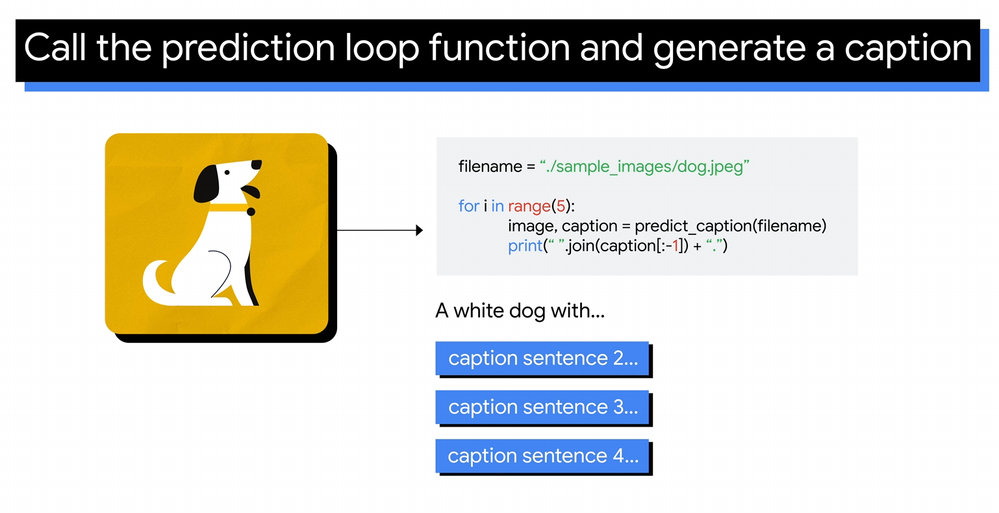 Call the prediction loop function and generate a caption
filename = “./sample_images/dog.jpeg”
for i in range(5):
image, caption = predict_caption(filename)
print(“ ”.join(caption[:-1]) + “.”)
A white dog with...
caption sentence 2...
caption sentence 3...
caption sentence 4...